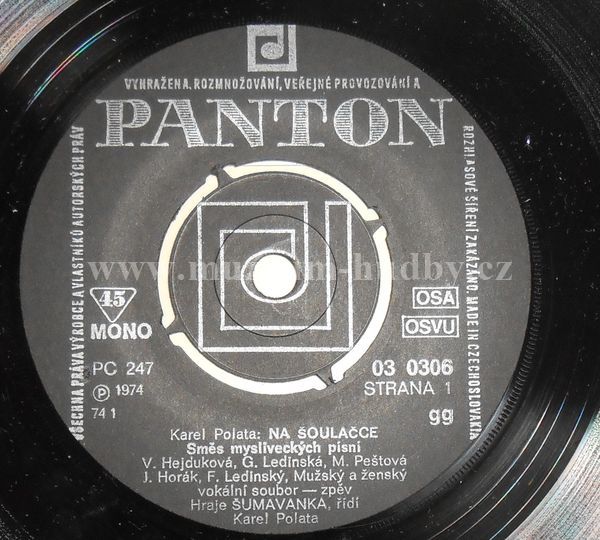 VYHRAŽENA. ROZMNOŽOVÁNÍ, VEŘEJNÉ PROVOZOVÁNÍ A
PANTON
VŠECHNA PRÁVA VÝROBCE A VLASTNÍKŮ AUTORSKÝCH PRÁV
ROZHLASOVÉ ŠÍŘENÍ ZAKÁZÁNO. MADE IN CZECHOSLOVAKIA
www.muzeum-hudby.cz
45
MONO
OSA
OSVU
PC 247
03 0306
℗ 1974
STRANA 1
74 1
gg
Karel Polata: NA ŠOULAČCE
Směs mysliveckých písní
V. Hejduková, G. Ledinská, M. Peštová
J. Horák, F. Ledinský, Mužský a ženský
vokální soubor — zpěv
Hraje ŠUMAVANKA, řídí
Karel Polata